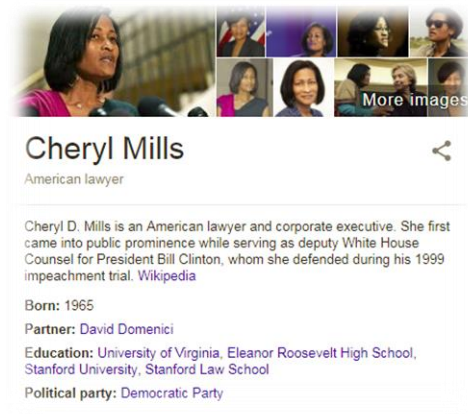 More images
Cheryl Mills
American lawyer
Cheryl D. Mills is an American lawyer and corporate executive. She first
came into public prominence while serving as deputy White House
Counsel for President Bill Clinton, whom she defended during his 1999
impeachment trial. Wikipedia
Born: 1965
Partner: David Domenici
Education: University of Virginia, Eleanor Roosevelt High School,
Stanford University, Stanford Law School
Political party: Democratic Party